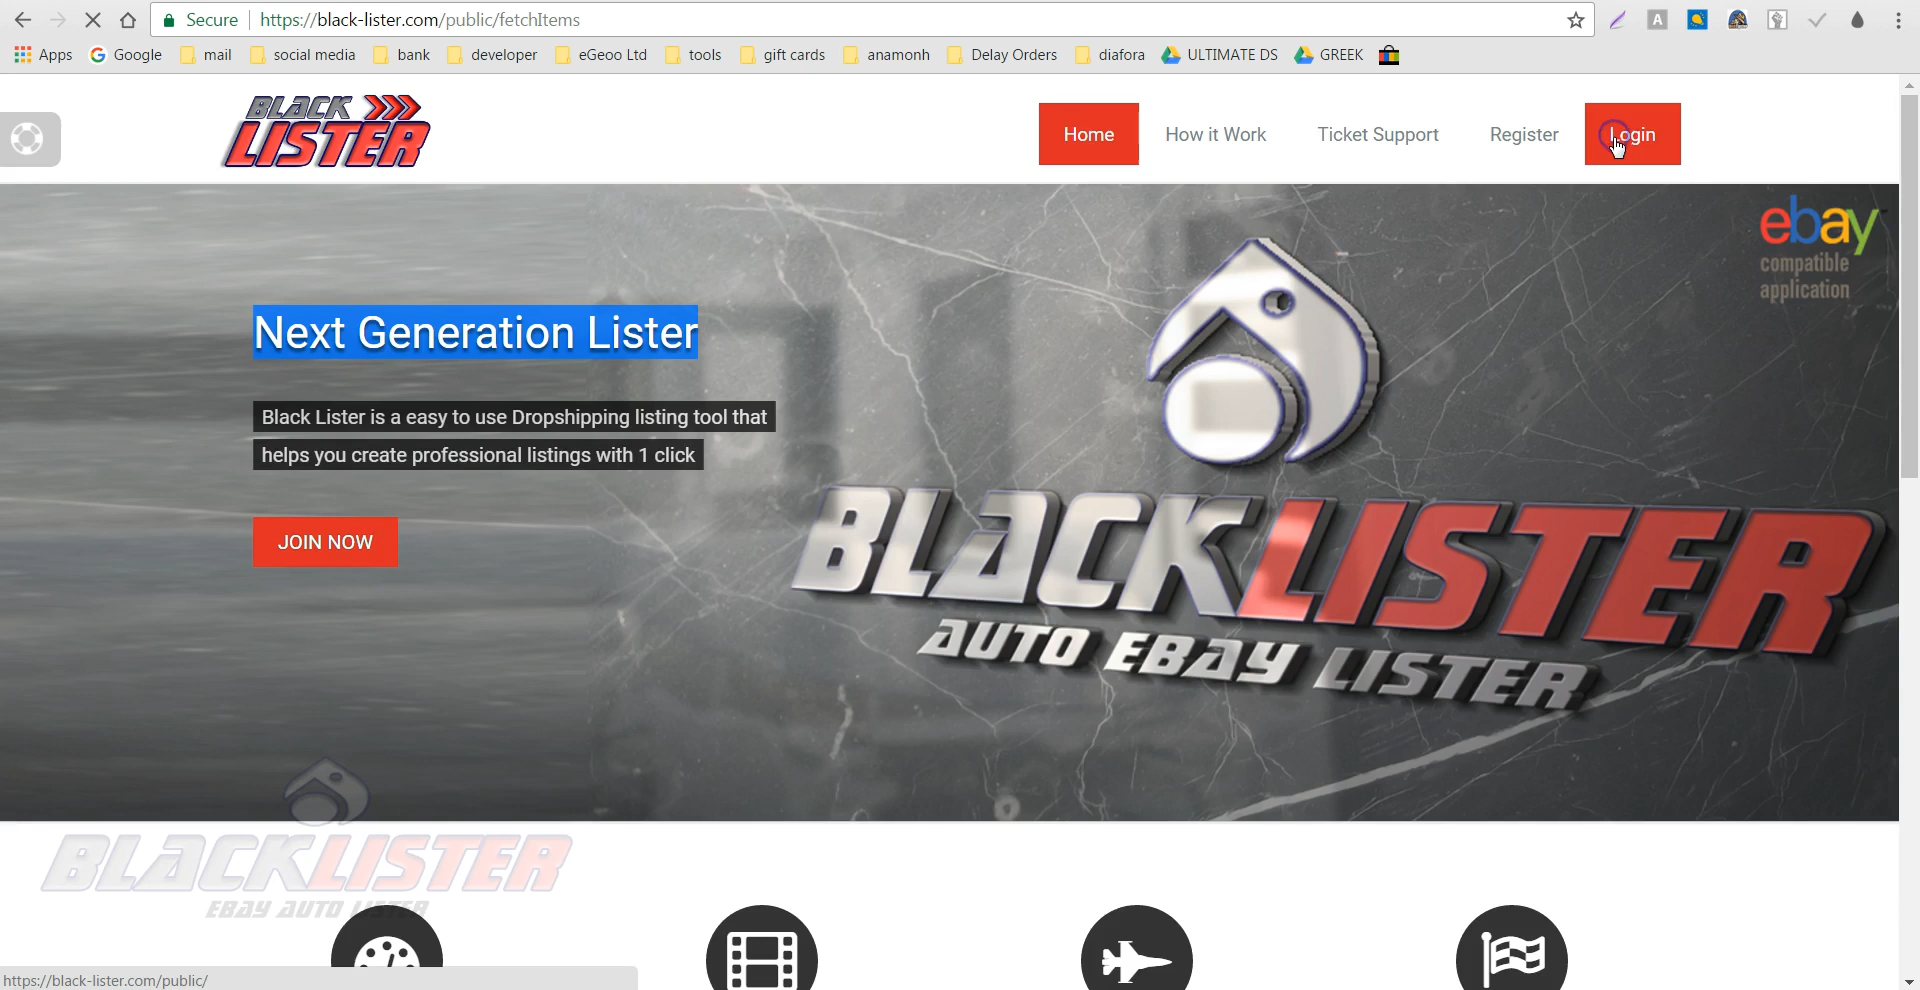 Secure https://black-lister.com/public/fetchItems
A
Apps Google mail social media bank developer eGeoo Ltd tools gift cards anamonh Delay Orders diafora ULTIMATE DS GREEK
BLACK
LISTER
Home How it Work Ticket Support Register Login
ebay
compatible
application
Next Generation Lister
Black Lister is a easy to use Dropshipping listing tool that
helps you create professional listings with 1 click
JOIN NOW
BLACKLISTER
AUTO EBAY LISTER
BLACKLISTER
EBAY AUTO LISTER
https://black-lister.com/public/